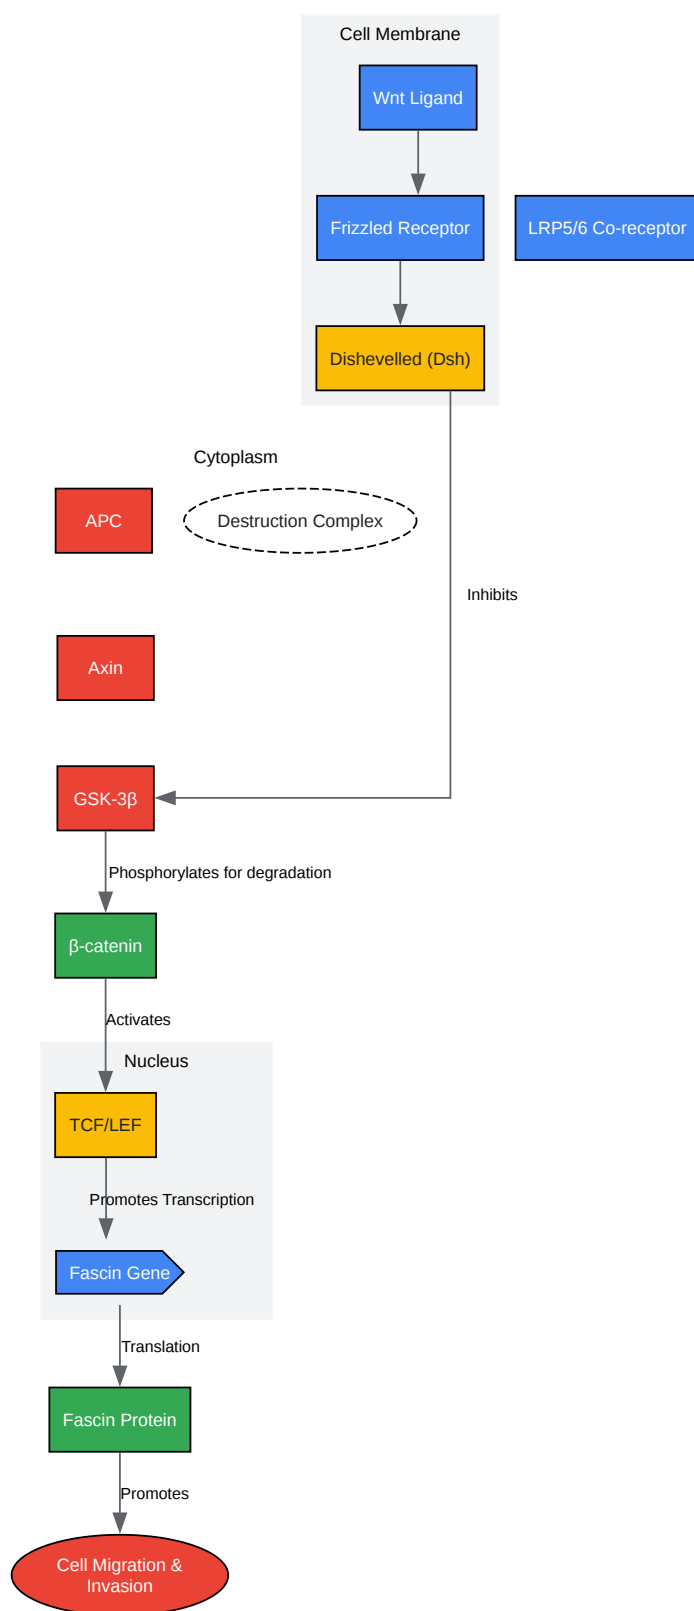 Cell Membrane
Wnt Ligand
Frizzled Receptor
LRP5/6 Co-receptor
Dishevelled (Dsh)
Cytoplasm
APC
Destruction Complex
Inhibits
Axin
GSK-3β
Phosphorylates for degradation
β-catenin
Activates
Nucleus
TCF/LEF
Promotes Transcription
Fascin Gene
Translation
Fascin Protein
Promotes
Cell Migration &
Invasion